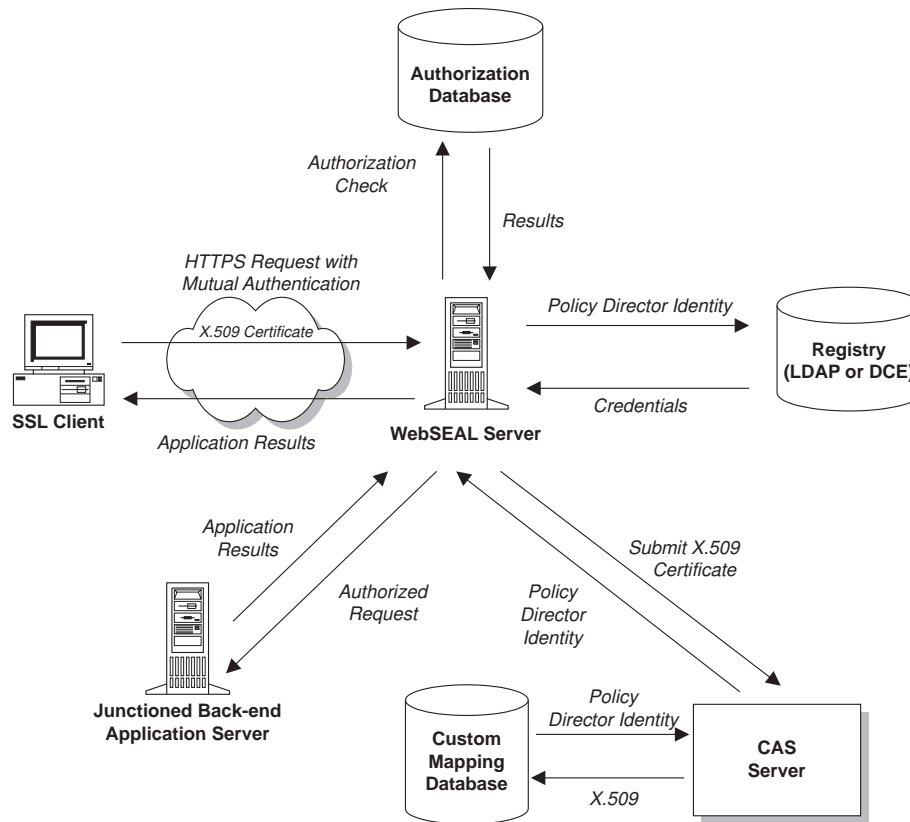 Authorization
Database
Authorization
Check
Results
HTTPS Request with
Mutual Authentication
X.509 Certificate
Policy Director Identity
Registry
(LDAP or DCE)
SSL Client
Credentials
WebSEAL Server
Application Results
Application
Results
Submit X.509
Certificate
Authorized
Request
Policy
Director
Identity
Junctioned Back-end
Application Server
Policy
Director Identity
Custom
Mapping
Database
CAS
Server
X.509